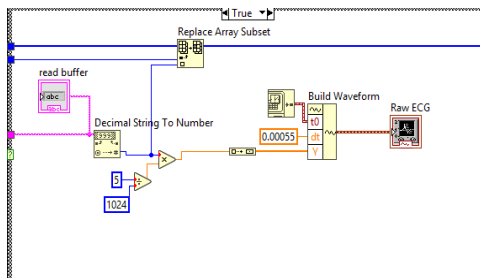 True
Replace Array Subset
read buffer
abc
Decimal String To Number
Build Waveform
t0
Raw ECG
0.00055
dt
Y
5
1024